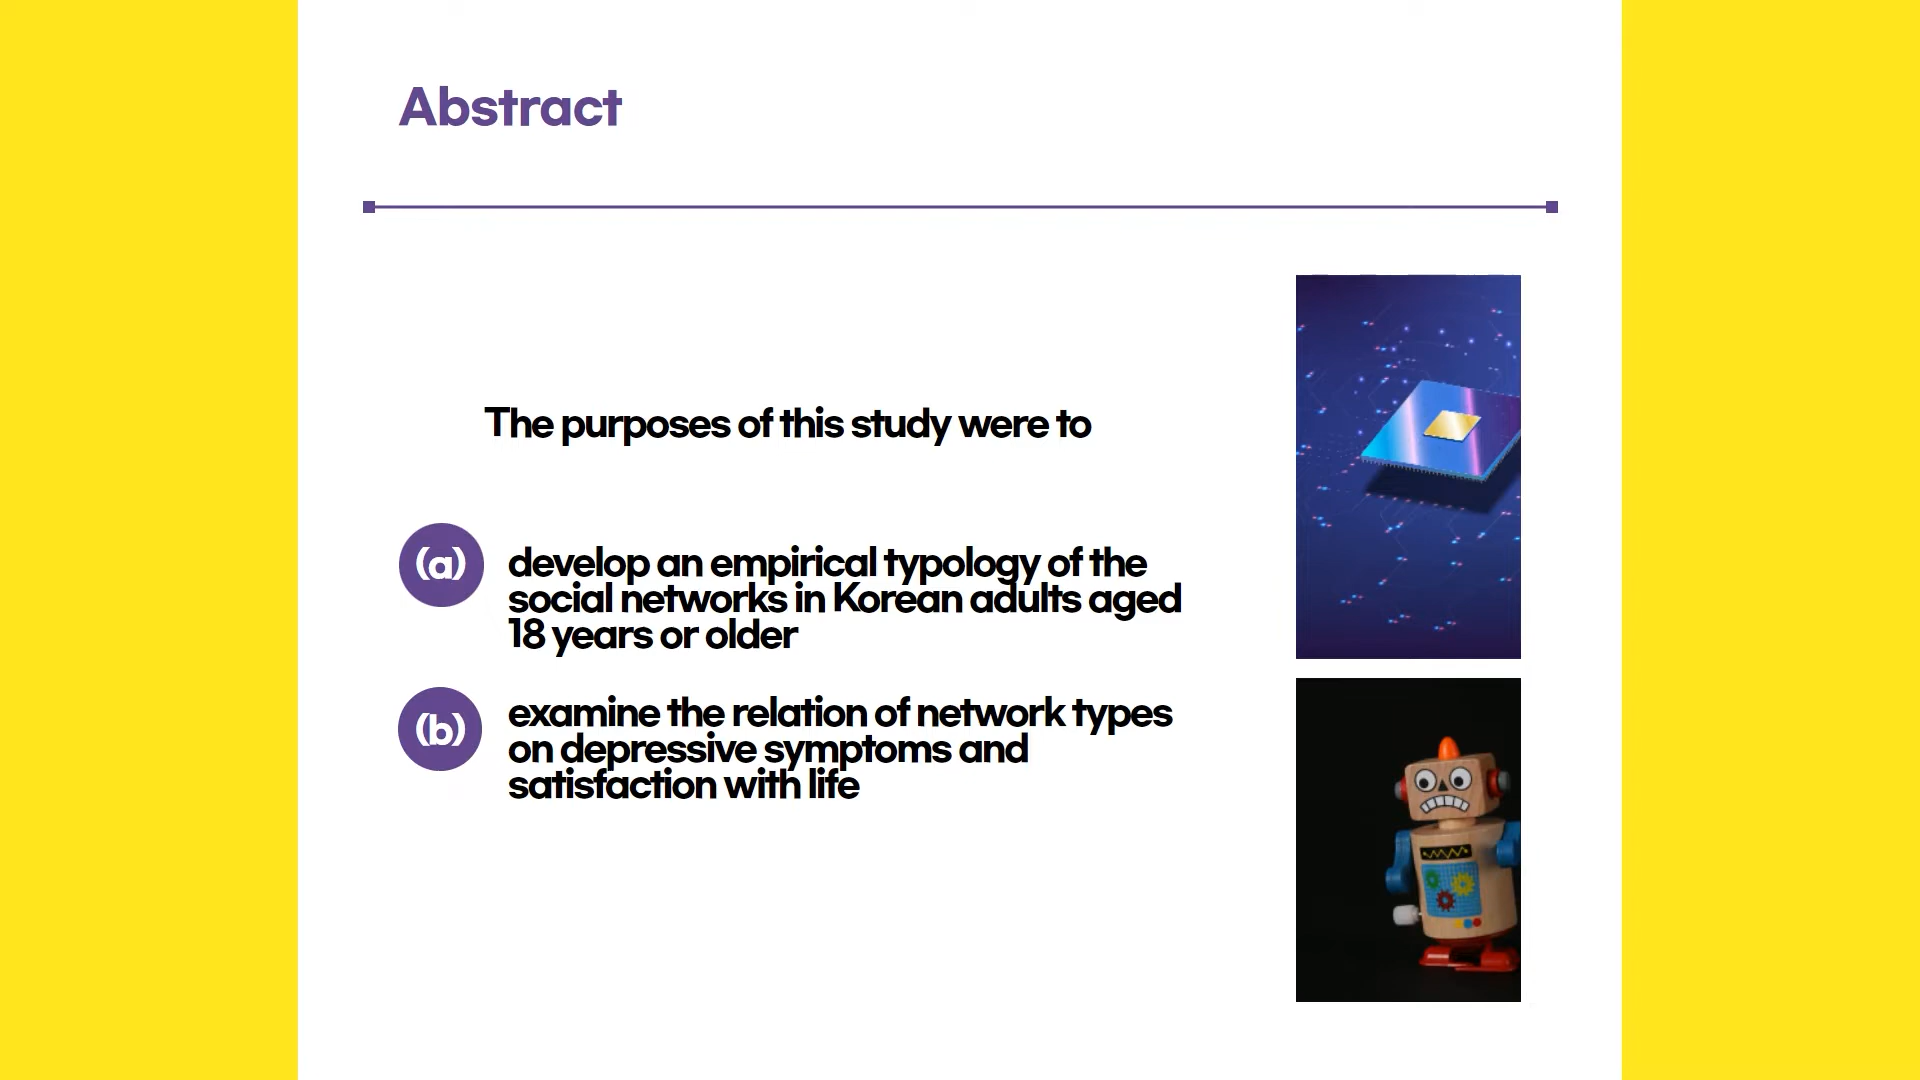 Abstract
The purposes of this study were to
(a)
develop an empirical typology of the
social networks in Korean adults aged
18 years or older
(b)
examine the relation of network types
on depressive symptoms and
satisfaction with life